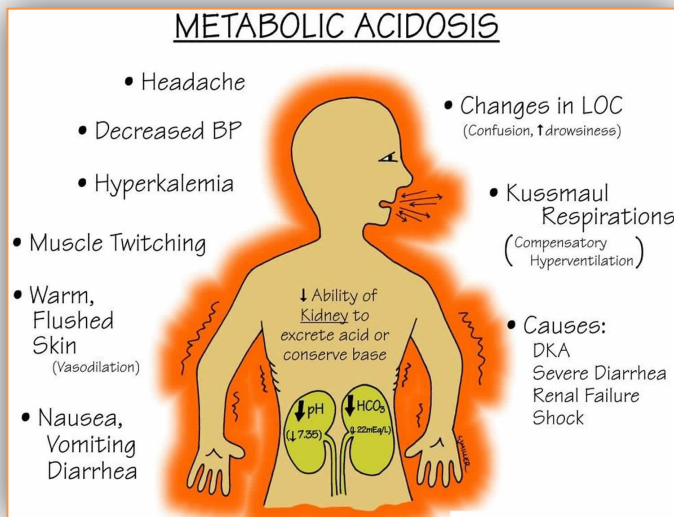 METABOLIC ACIDOSIS
• Headache
• Decreased BP
• Hyperkalemia
• Muscle Twitching
• Warm,
Flushed
Skin
(Vasodilation)
• Nausea,
Vomiting
Diarrhea
↓ Ability of
Kidney to
excrete acid or
conserve base
↓pH
(↓7.35)
↓HCO₃
(↓22mEq/L)
• Changes in LOC
(Confusion, ↑drowsiness)
• Kussmaul
Respirations
(Compensatory
Hyperventilation)
• Causes:
DKA
Severe Diarrhea
Renal Failure
Shock